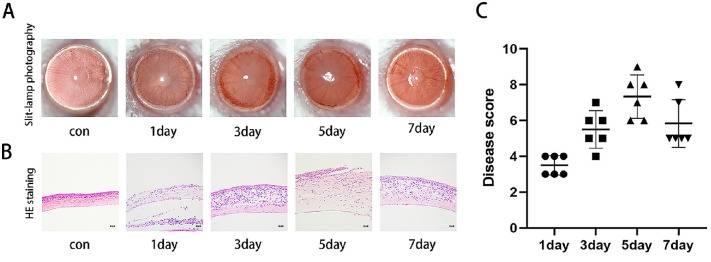 A
Slit-lamp photography
con
1day
3day
5day
7day
B
HE staining
con
1day
3day
5day
7day
C
Disease score
10
8
6
4
2
0
1day
3day
5day
7day